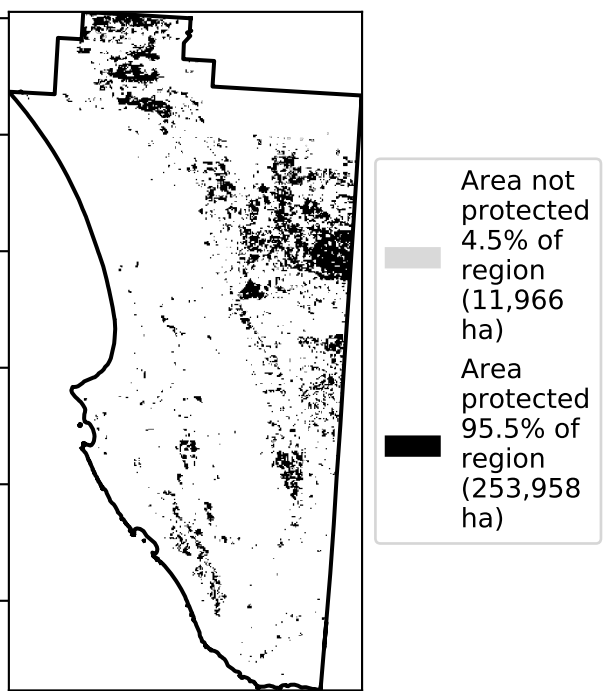 Area not
protected
4.5% of
region
(11,966
ha)
Area
protected
95.5% of
region
(253,958
ha)